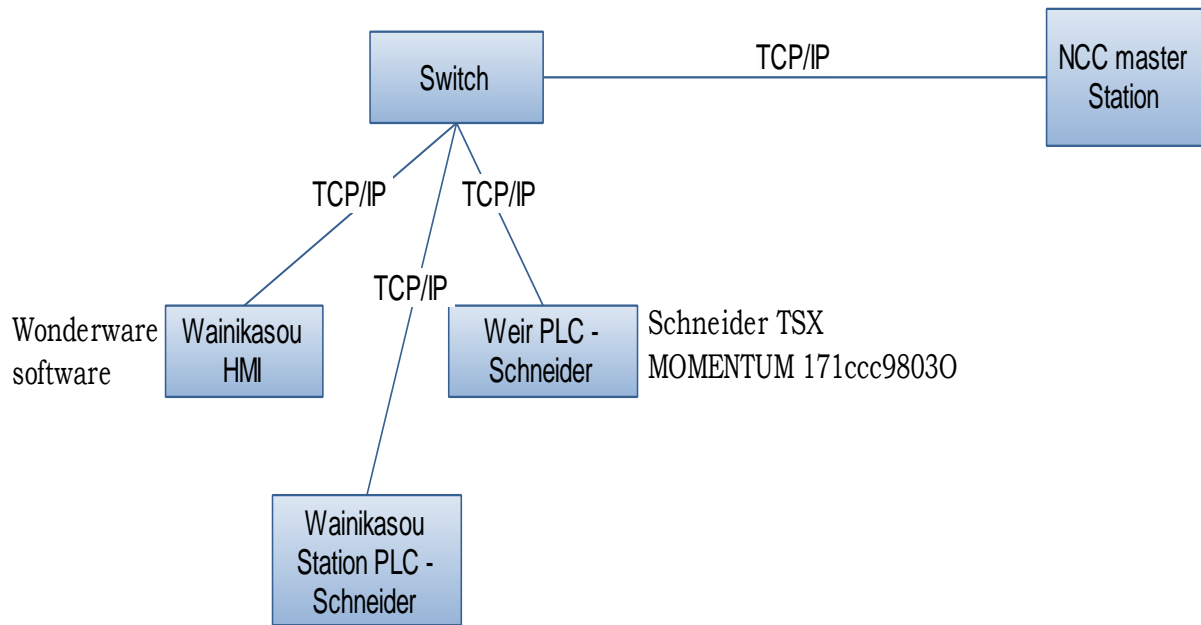 Switch
TCP/IP
NCC master
Station
TCP/IP
TCP/IP
TCP/IP
Wonderware
software
Wainikasou
HMI
Weir PLC -
Schneider
Schneider TSX
MOMENTUM 171ccc9803O
Wainikasou
Station PLC -
Schneider